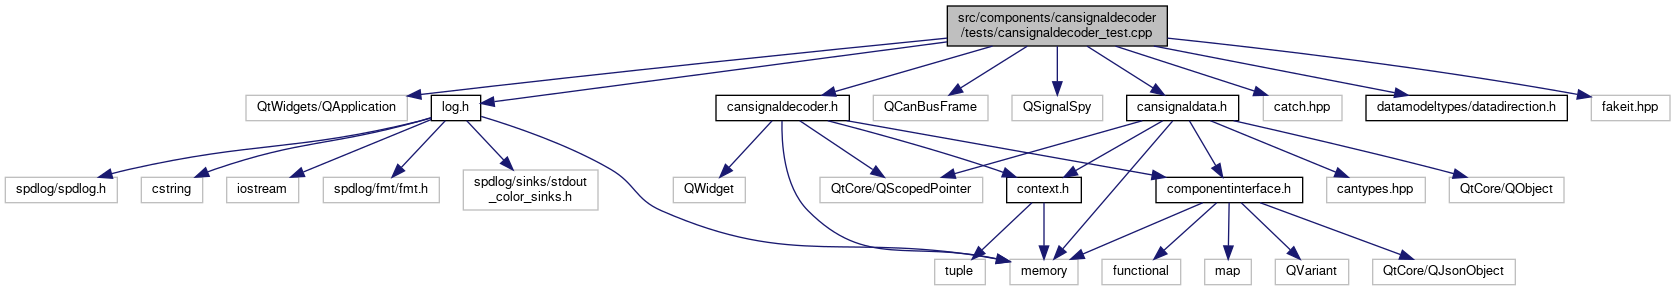 src/components/cansignaldecoder
/tests/cansignaldecoder_test.cpp
QtWidgets/QApplication
log.h
cansignaldecoder.h
QCanBusFrame
QSignalSpy
cansignaldata.h
catch.hpp
datamodeltypes/datadirection.h
fakeit.hpp
spdlog/spdlog.h
cstring
iostream
spdlog/fmt/fmt.h
spdlog/sinks/stdout
_color_sinks.h
QWidget
QtCore/QScopedPointer
context.h
componentinterface.h
cantypes.hpp
QtCore/QObject
tuple
memory
functional
map
QVariant
QtCore/QJsonObject